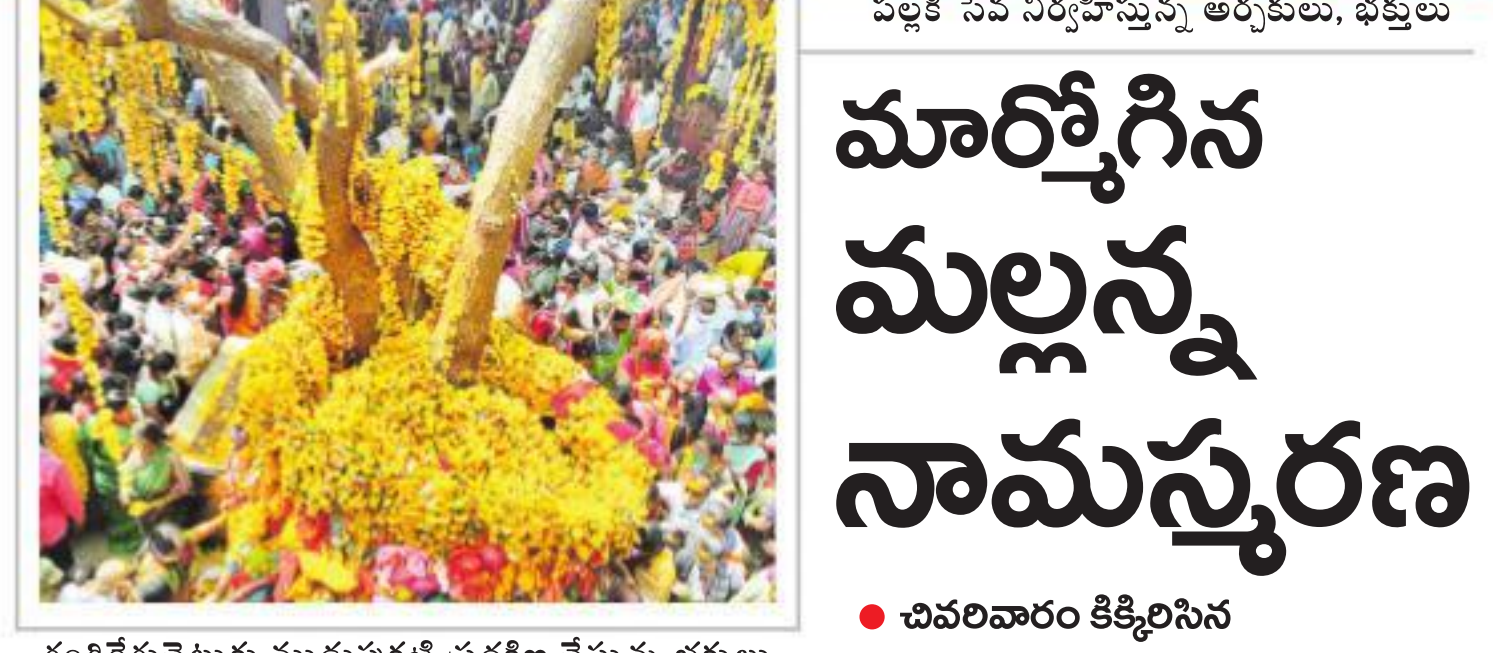 పల్లకీ సేవ నిర్వహిస్తున్న అర్చకులు, భక్తులు
మార్మోగిన
మల్లన్న
నామస్మరణ
● చివరివారం కిక్కిరిసిన